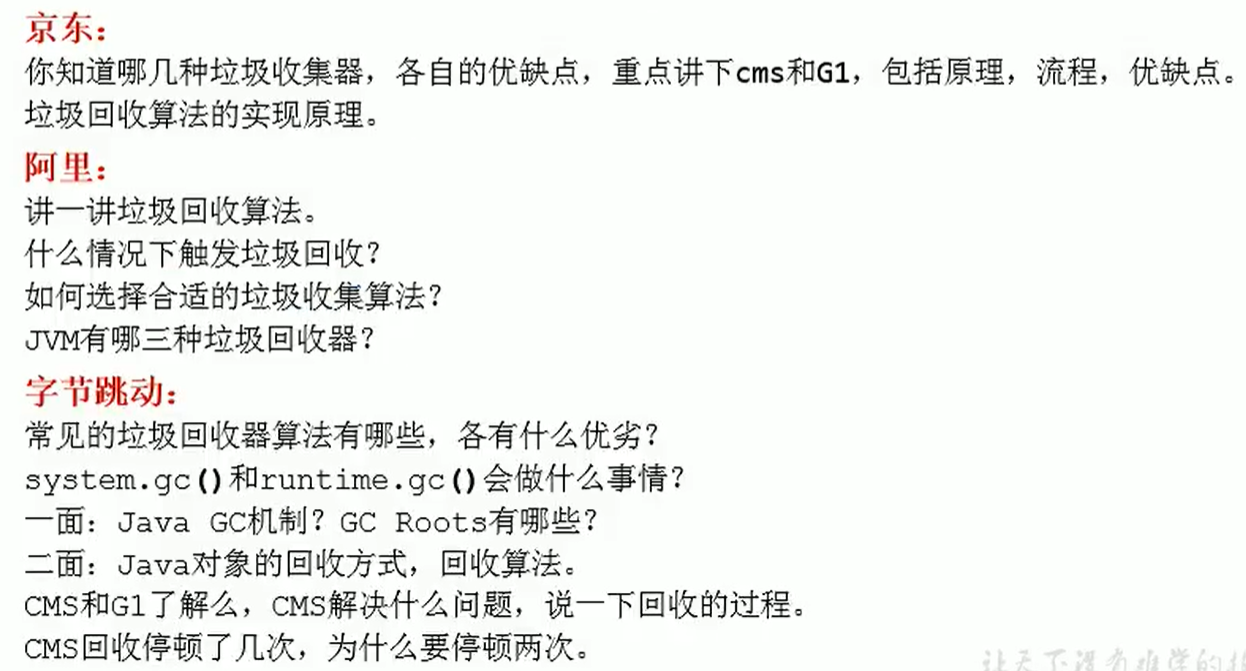 京东：
你知道哪几种垃圾收集器，各自的优缺点，重点讲下cms和G1，包括原理，流程，优缺点。
垃圾回收算法的实现原理。
阿里：
讲一讲垃圾回收算法。
什么情况下触发垃圾回收？
如何选择合适的垃圾收集算法？
JVM有哪三种垃圾回收器？
字节跳动：
常见的垃圾回收器算法有哪些，各有什么优劣？
system.gc()和runtime.gc()会做什么事情？
一面：Java GC机制？GC Roots有哪些？
二面：Java对象的回收方式，回收算法。
CMS和G1了解么，CMS解决什么问题，说一下回收的过程。
CMS回收停顿了几次，为什么要停顿两次。
让天下没有难学的